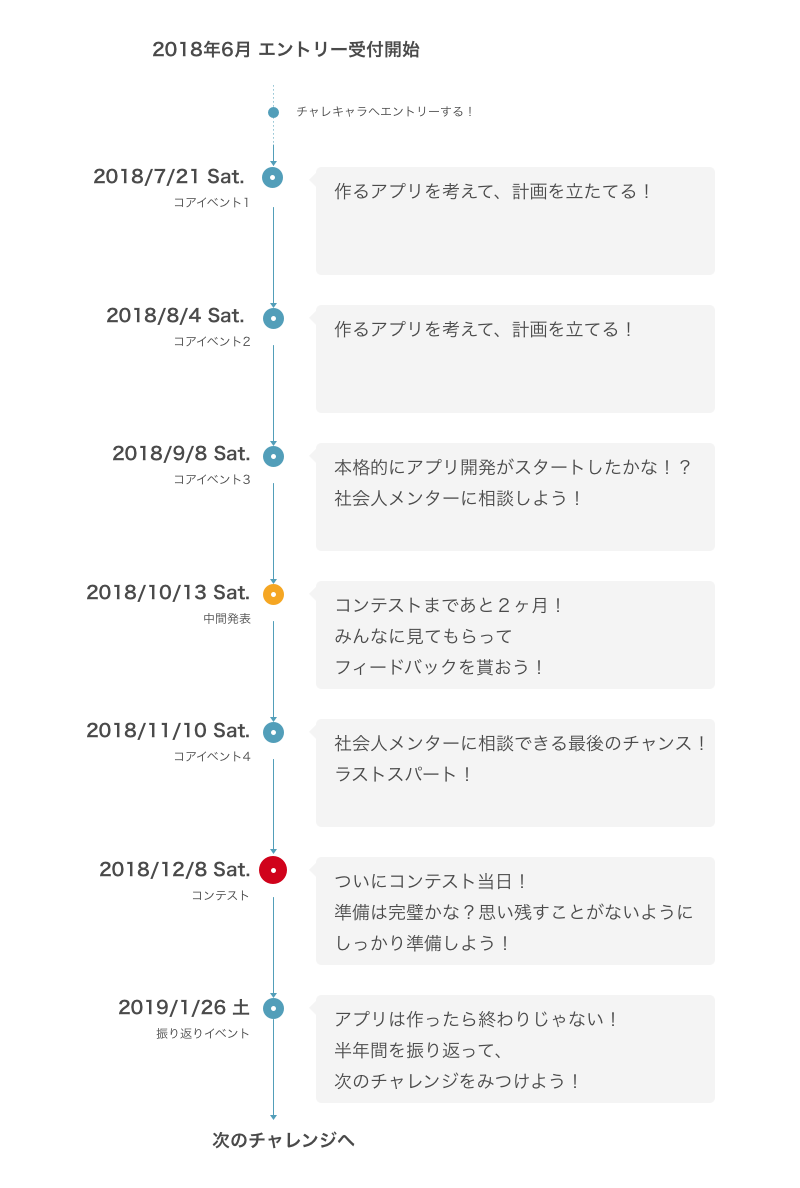 2018年6月 エントリー受付開始
チャレキャラへエントリーする！
2018/7/21 Sat.
コアイベント1
作るアプリを考えて、計画を立たてる！
2018/8/4 Sat.
コアイベント2
作るアプリを考えて、計画を立てる！
2018/9/8 Sat.
コアイベント3
本格的にアプリ開発がスタートしたかな！？
社会人メンターに相談しよう！
2018/10/13 Sat.
中間発表
コンテストまであと２ヶ月！
みんなに見てもらって
フィードバックを貰おう！
2018/11/10 Sat.
コアイベント4
社会人メンターに相談できる最後のチャンス！
ラストスパート！
2018/12/8 Sat.
コンテスト
ついにコンテスト当日！
準備は完璧かな？思い残すことがないように
しっかり準備しよう！
2019/1/26 土
振り返りイベント
アプリは作ったら終わりじゃない！
半年間を振り返って、
次のチャレンジをみつけよう！
次のチャレンジへ